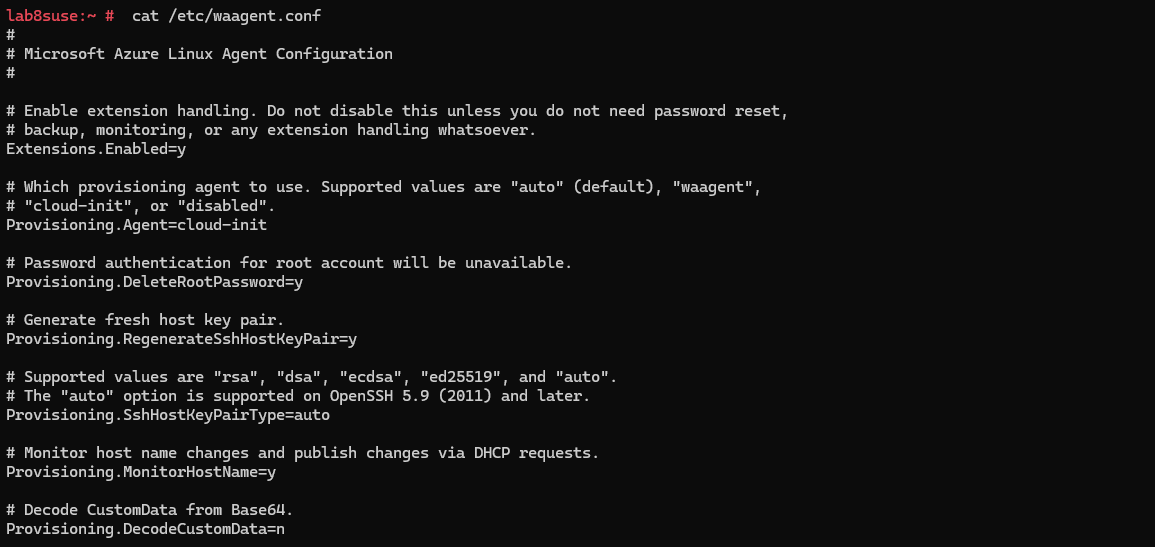 lab8suse:~ #  cat /etc/waagent.conf
#
# Microsoft Azure Linux Agent Configuration
#
# Enable extension handling. Do not disable this unless you do not need password reset,
# backup, monitoring, or any extension handling whatsoever.
Extensions.Enabled=y
# Which provisioning agent to use. Supported values are "auto" (default), "waagent",
# "cloud-init", or "disabled".
Provisioning.Agent=cloud-init
# Password authentication for root account will be unavailable.
Provisioning.DeleteRootPassword=y
# Generate fresh host key pair.
Provisioning.RegenerateSshHostKeyPair=y
# Supported values are "rsa", "dsa", "ecdsa", "ed25519", and "auto".
# The "auto" option is supported on OpenSSH 5.9 (2011) and later.
Provisioning.SshHostKeyPairType=auto
# Monitor host name changes and publish changes via DHCP requests.
Provisioning.MonitorHostName=y
# Decode CustomData from Base64.
Provisioning.DecodeCustomData=n